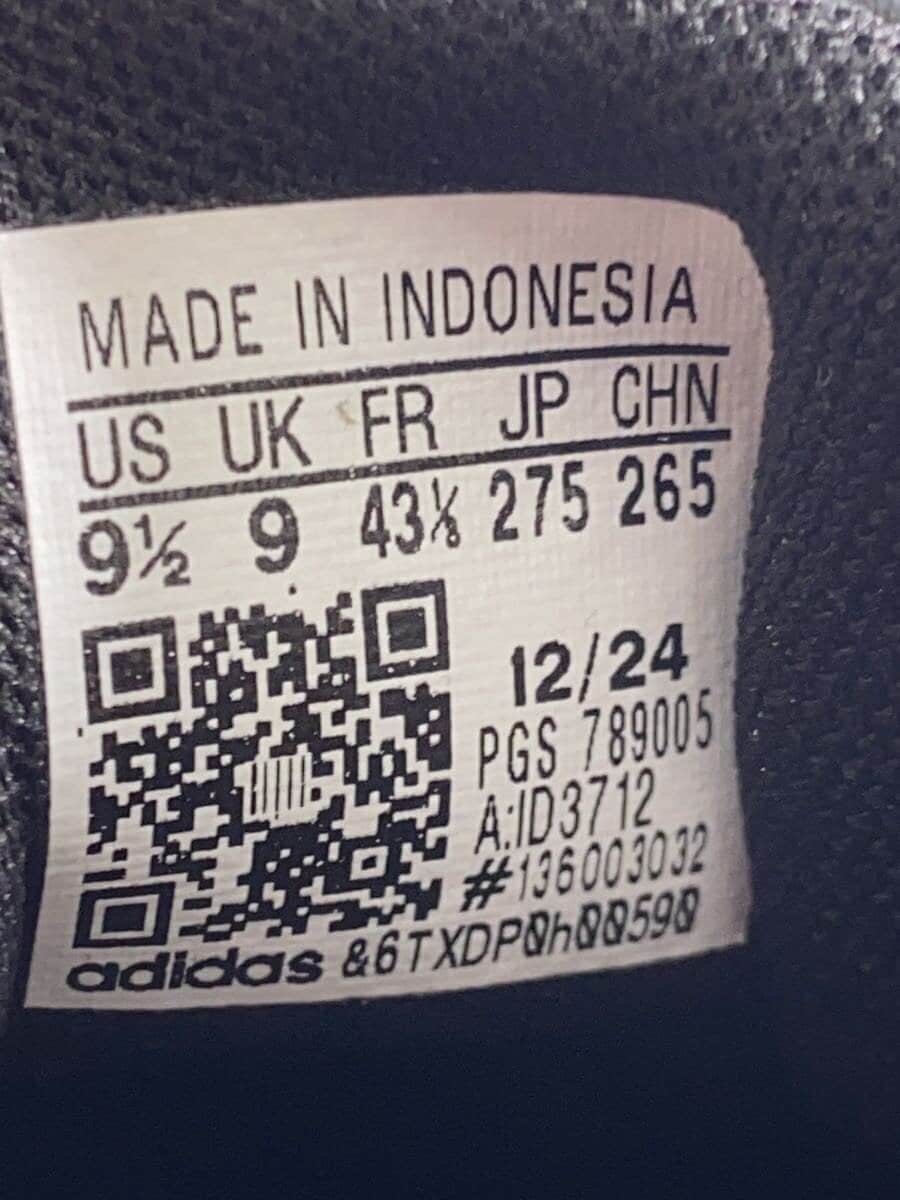 MADE IN INDONESIA
US UK FR JP CHN
9½ 9 43⅓ 275 265
12/24
PGS 789005
A:ID3712
#136003032
adidas &6TXDP0h00590